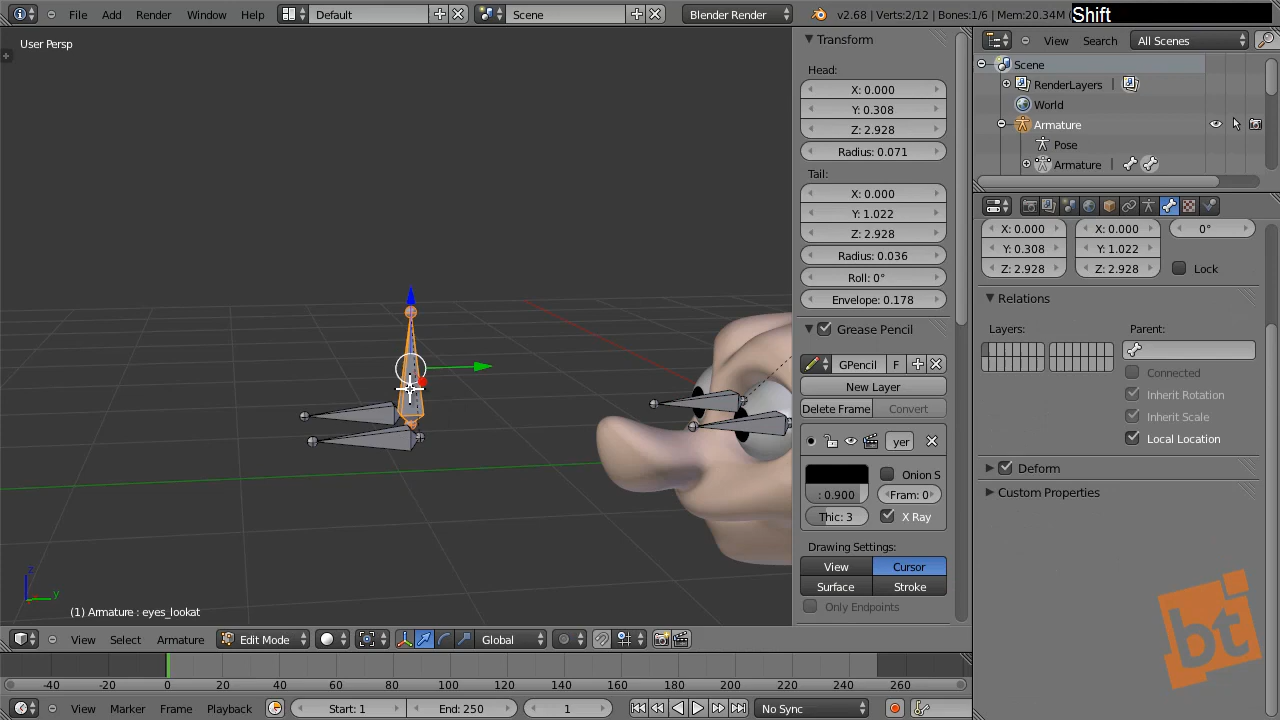 File Add Render Window Help Default Scene Blender Render v2.68 | Verts:2/12 | Bones:1/6 | Mem:20.34M Shift
User Persp
Transform
Head:
X: 0.000
Y: 0.308
Z: 2.928
Radius: 0.071
Tail:
X: 0.000
Y: 1.022
Z: 2.928
Radius: 0.036
Roll: 0°
Envelope: 0.178
Grease Pencil
GPencil F
New Layer
Delete Frame Convert
yer
Onion S
: 0.900 Fram: 0
Thic: 3 X Ray
Drawing Settings:
View Cursor
Surface Stroke
Only Endpoints
View Search All Scenes
Scene
RenderLayers |
World
Armature
Pose
Armature |
X: 0.000 X: 0.000 0°
Y: 0.308 Y: 1.022
Z: 2.928 Z: 2.928 Lock
Relations
Layers: Parent:
Connected
Inherit Rotation
Inherit Scale
Local Location
Deform
Custom Properties
z
y
(1) Armature : eyes_lookat
View Select Armature Edit Mode Global
-40 -20 0 20 40 60 80 100 120 140 160 180 200 220 240 260
View Marker Frame Playback Start: 1 End: 250 1 No Sync
bt